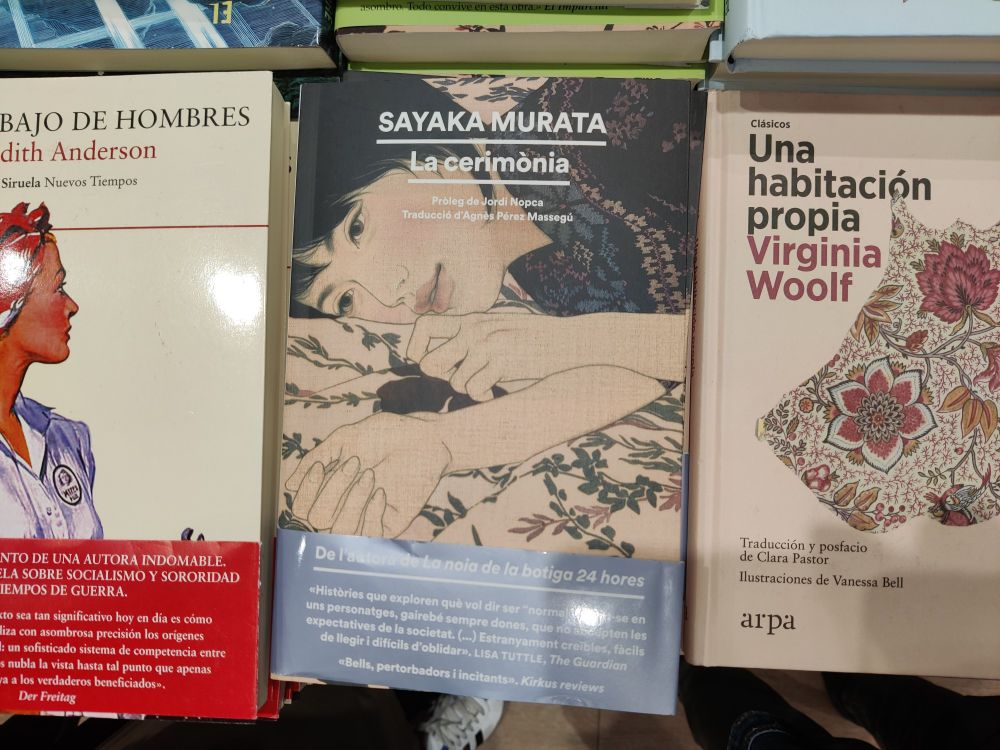 EL
asombro. Todo convive en esta obra.» El Imparcial
BAJO DE HOMBRES
dith Anderson
Siruela Nuevos Tiempos
NTO DE UNA AUTORA INDOMABLE.
ELA SOBRE SOCIALISMO Y SORORIDAD
TIEMPOS DE GUERRA.
xto sea tan significativo hoy en día es cómo
liza con asombrosa precisión los orígenes
l: un sofisticado sistema de competencia entre
os nubla la vista hasta tal punto que apenas
ya a los verdaderos beneficiados».
Der Freitag
SAYAKA MURATA
La cerimònia
Pròleg de Jordi Nopca
Traducció d'Agnès Pérez Massegú
De l'autora de La noia de la botiga 24 hores
«Històries que exploren què vol dir ser “normal se en
uns personatges, gairebé sempre dones, que no accepten les
expectatives de la societat. (...) Estranyament creïbles, fàcils
de llegir i difícils d'oblidar». LISA TUTTLE, The Guardian
«Bells, pertorbadors i incitants». Kirkus reviews
Clásicos
Una
habitación
propia
Virginia
Woolf
Traducción y posfacio
de Clara Pastor
Ilustraciones de Vanessa Bell
arpa